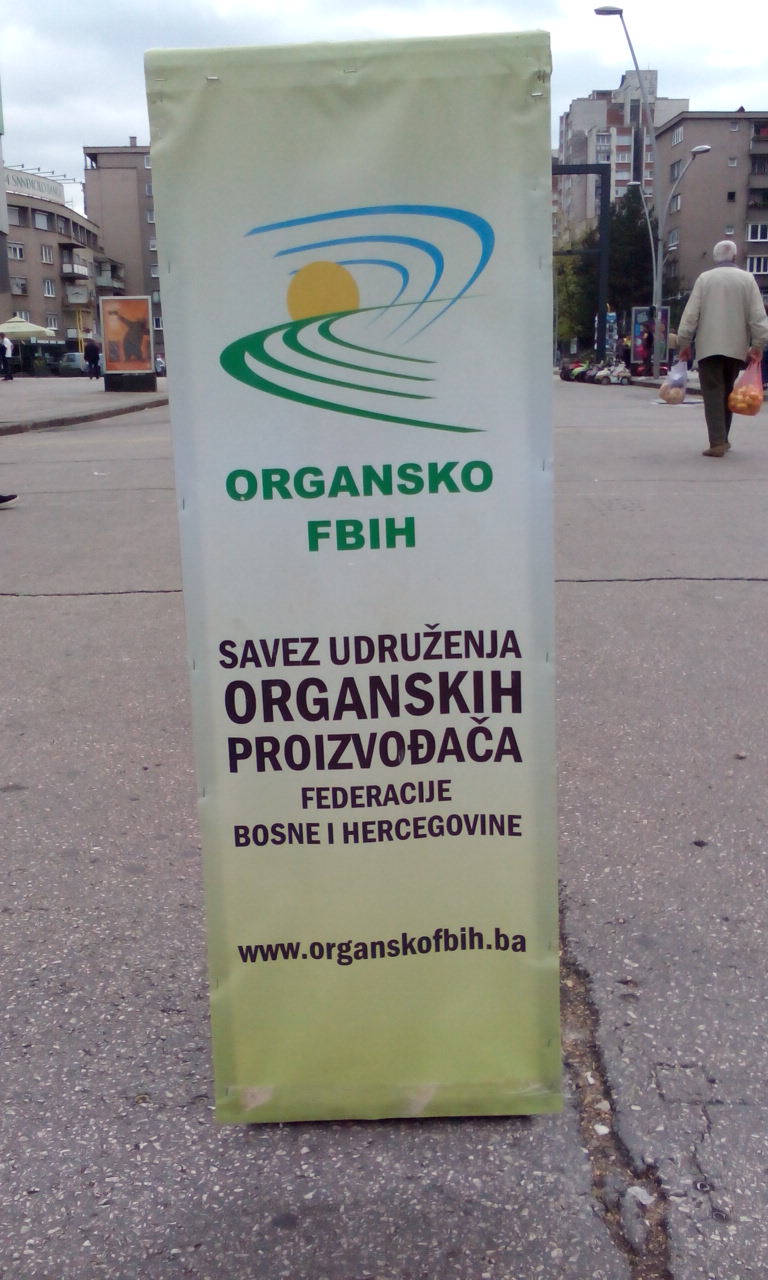 ORGANSKO
FBIH
SAVEZ UDRUŽENJA
ORGANSKIH
PROIZVOĐAČA
FEDERACIJE
BOSNE I HERCEGOVINE
www.organskofbih.ba